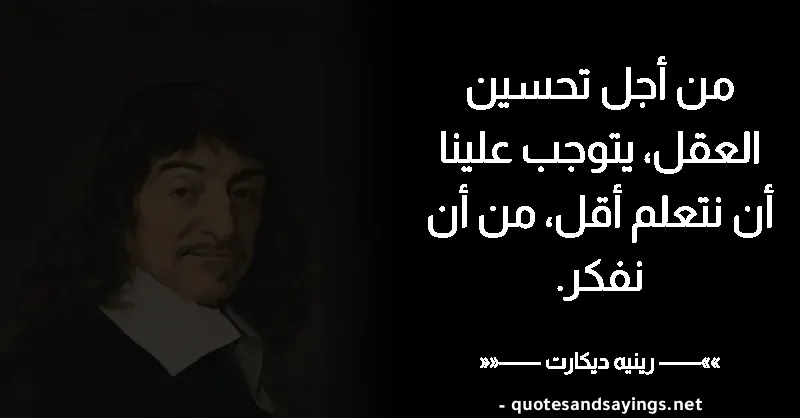 من أجل تحسين
العقل، يتوجب علينا
أن نتعلم أقل، من أن
نفكر.
»»—— رينيه ديكارت ——««
- quotesandsayings.net